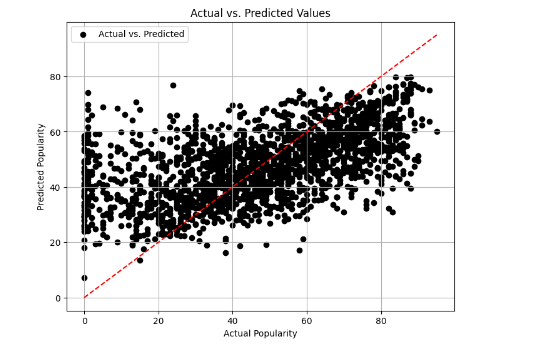 Actual vs. Predicted Values
Actual vs. Predicted
Predicted Popularity
80
60
40
20
0
0 20 40 60 80
Actual Popularity